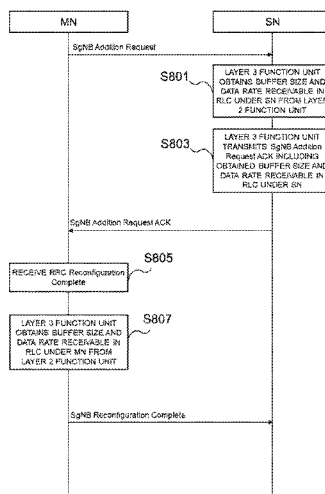 MN
SN
SgNB Addition Request
S801
LAYER 3 FUNCTION UNIT
OBTAINS BUFFER SIZE AND
DATA RATE RECEIVABLE IN
RLC UNDER SN FROM LAYER
2 FUNCTION UNIT
S803
LAYER 3 FUNCTION UNIT
TRANSMITS SgNB Addition
Request ACK INCLUDING
OBTAINED BUFFER SIZE AND
DATA RATE RECEIVABLE IN
RLC UNDER SN
SgNB Addition Request ACK
S805
RECEIVE RRC Reconfiguration
Complete
S807
LAYER 3 FUNCTION UNIT
OBTAINS BUFFER SIZE AND
DATA RATE RECEIVABLE IN
RLC UNDER MN FROM
LAYER 2 FUNCTION UNIT
SgNB Reconfiguration Complete